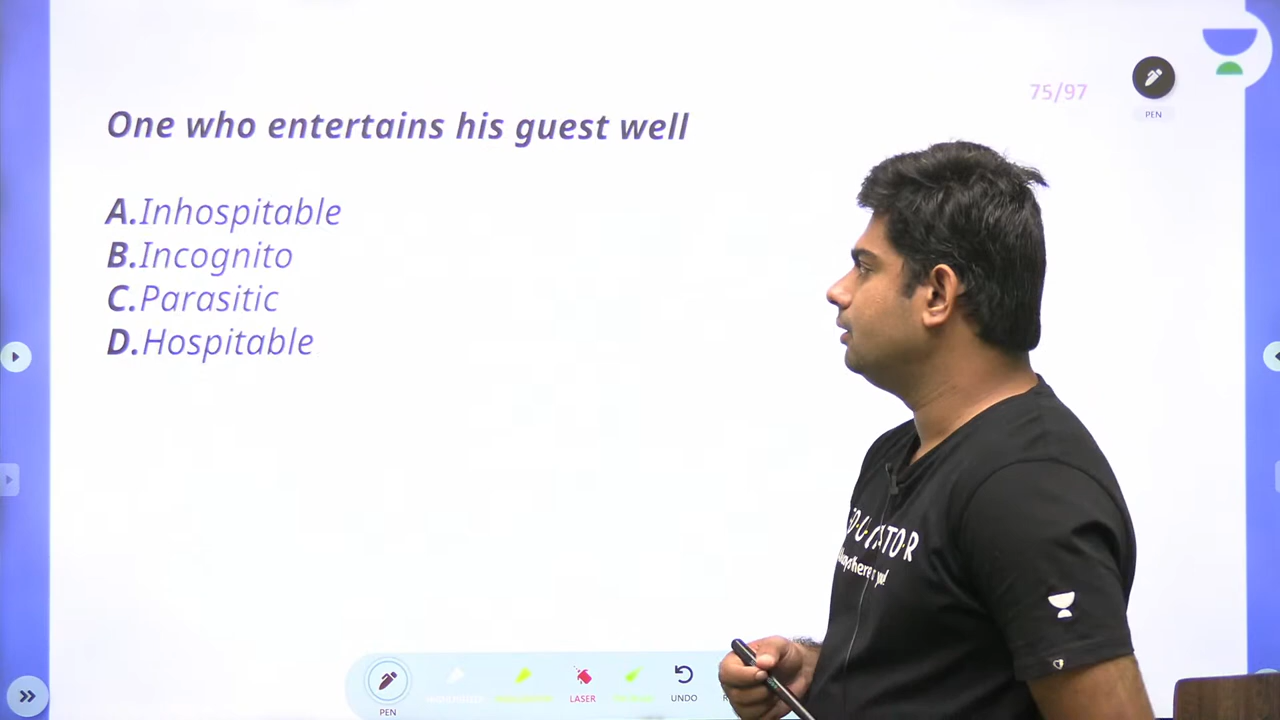 75/97
PEN
One who entertains his guest well
A.Inhospitable
B.Incognito
C.Parasitic
D.Hospitable
PEN
LASER
UNDO